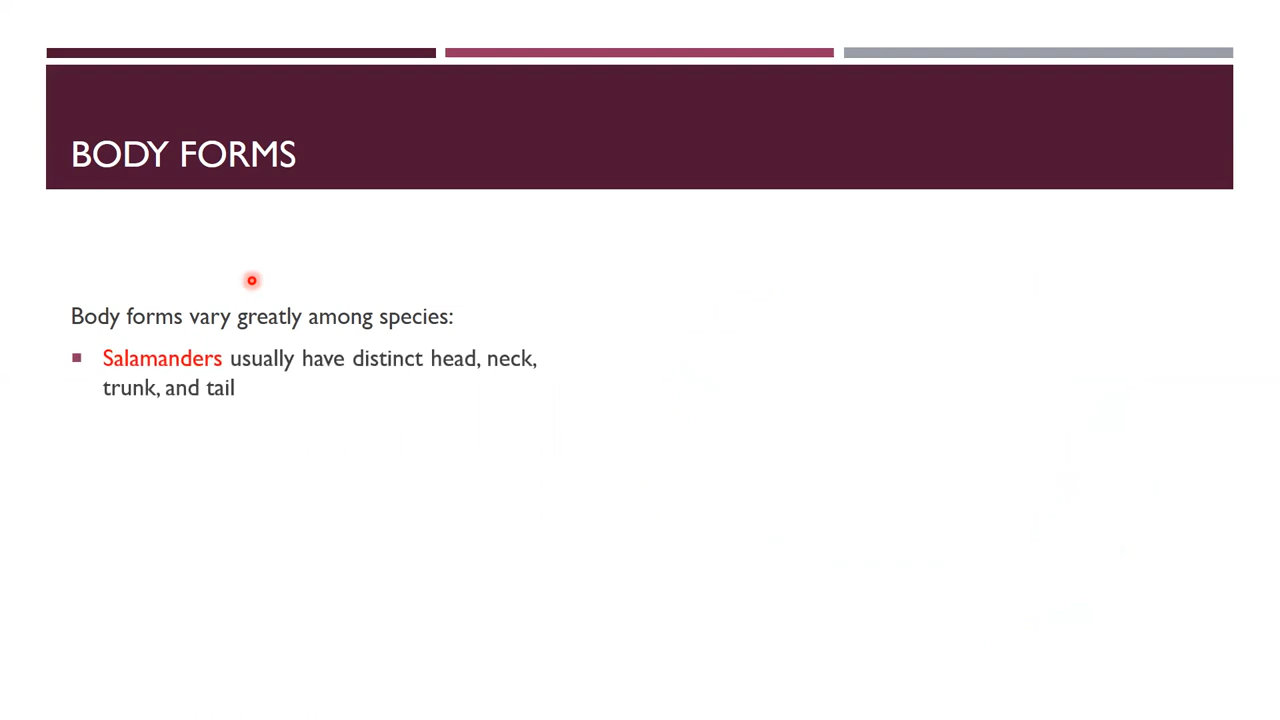 BODY FORMS
Body forms vary greatly among species:
Salamanders usually have distinct head, neck,
trunk, and tail